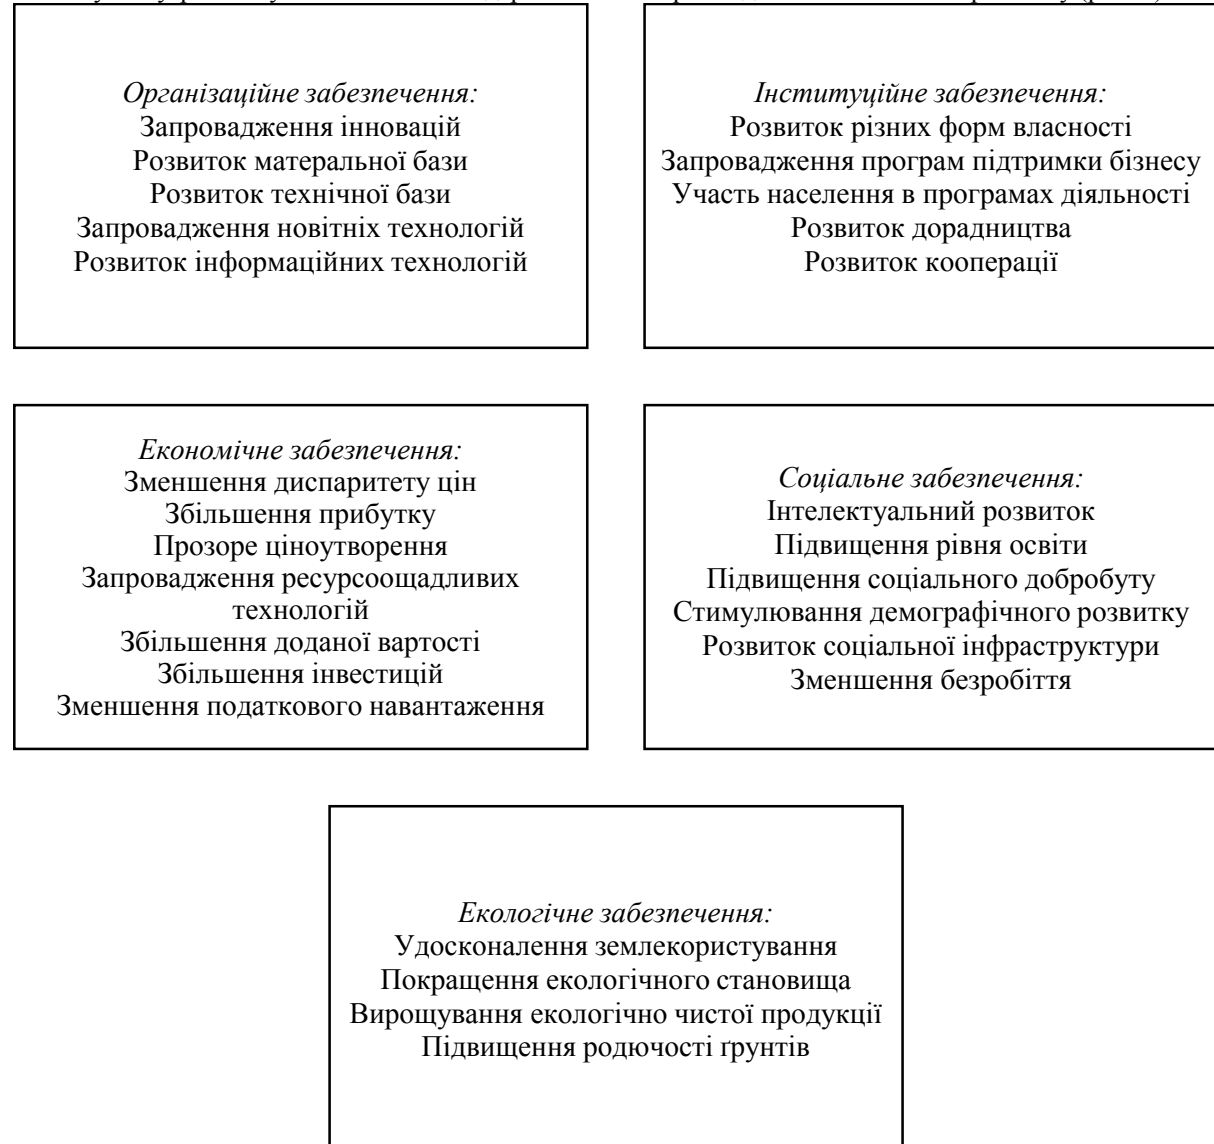 Організаційне забезпечення:
Запровадження інновацій
Розвиток матеральної бази
Розвиток технічної бази
Запровадження новітніх технологій
Розвиток інформаційних технологій
Інституційне забезпечення:
Розвиток різних форм власності
Запровадження програм підтримки бізнесу
Участь населення в програмах діяльності
Розвиток дорадництва
Розвиток кооперації
Економічне забезпечення:
Зменшення диспаритету цін
Збільшення прибутку
Прозоре ціноутворення
Запровадження ресурсоощадливих
технологій
Збільшення доданої вартості
Збільшення інвестицій
Зменшення податкового навантаження
Соціальне забезпечення:
Інтелектуальний розвиток
Підвищення рівня освіти
Підвищення соціального добробуту
Стимулювання демографічного розвитку
Розвиток соціальної інфраструктури
Зменшення безробіття
Екологічне забезпечення:
Удосконалення землекористування
Покращення екологічного становища
Вирощування екологічно чистої продукції
Підвищення родючості ґрунтів